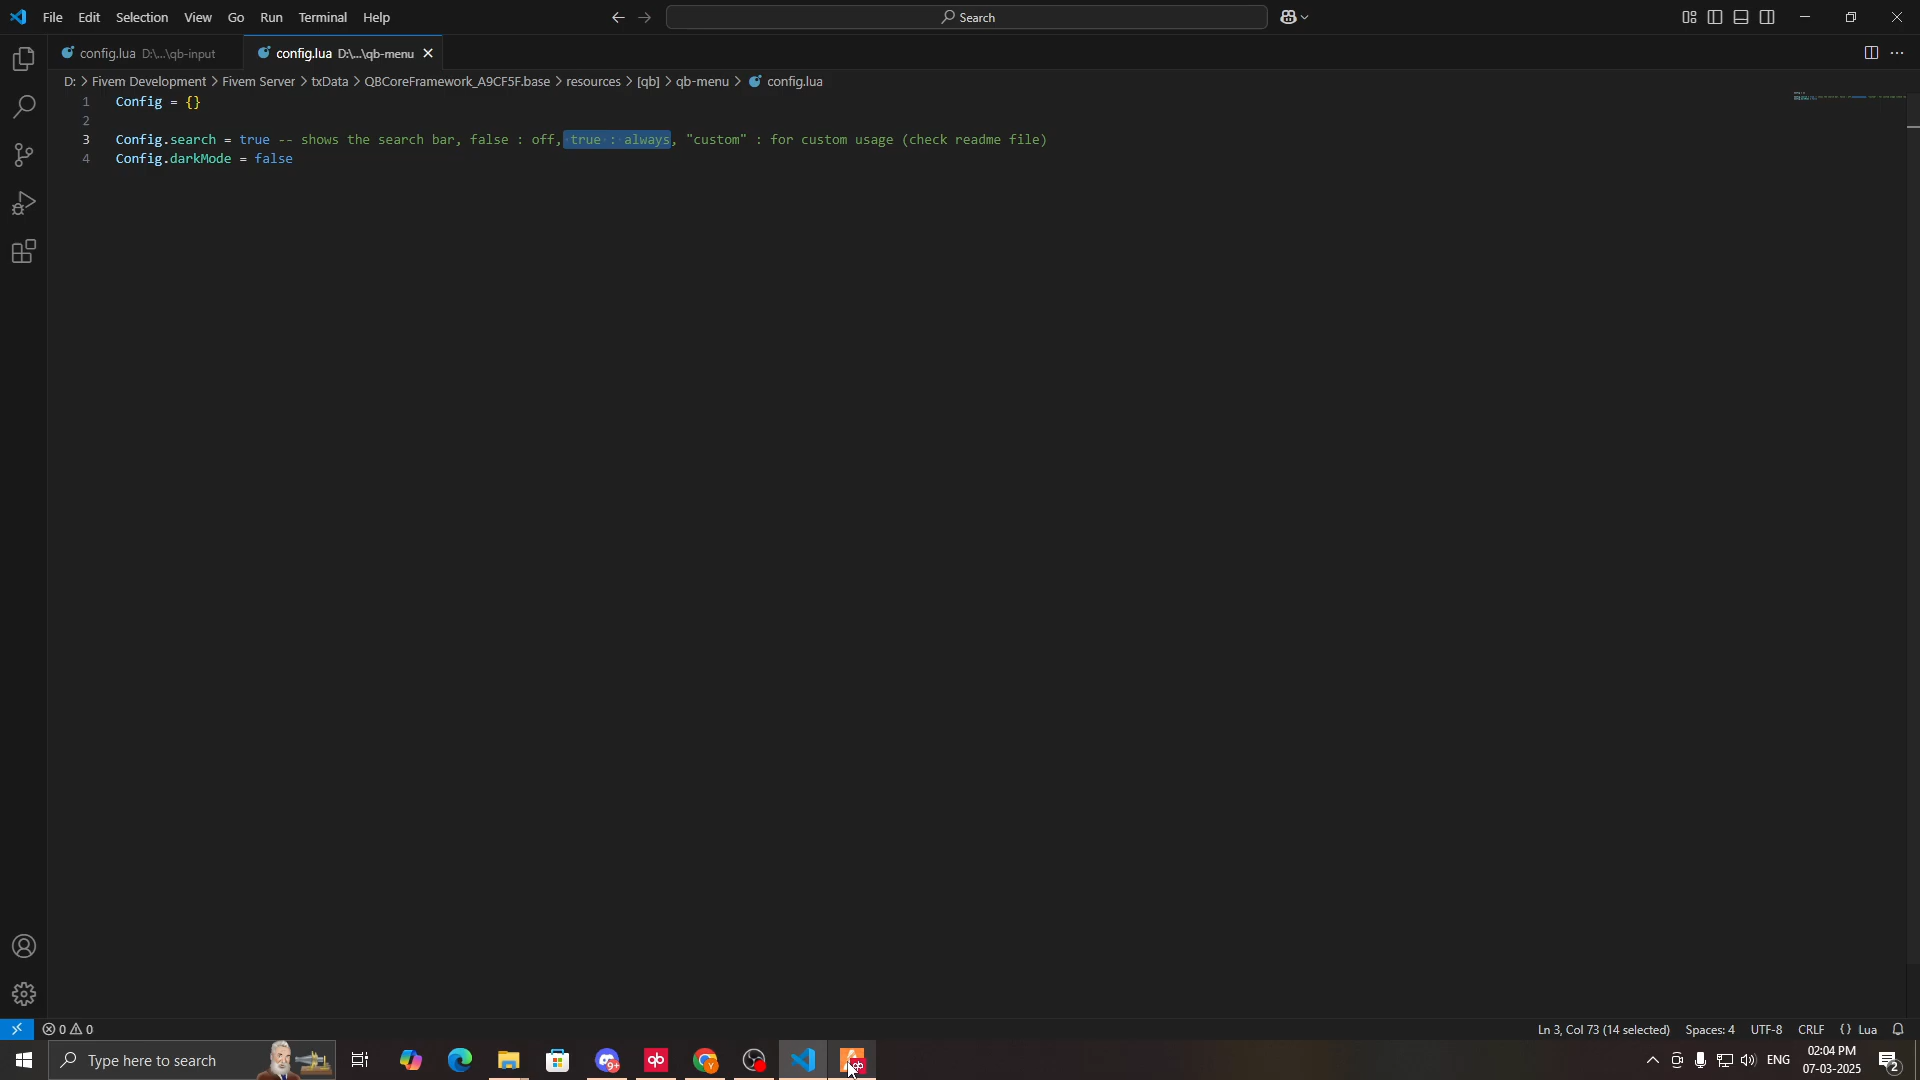 File Edit Selection View Go Run Terminal Help
Search
config.lua D:\...\qb-input
config.lua D:\...\qb-menu
D: > Fivem Development > Fivem Server > txData > QBCoreFramework_A9CF5F.base > resources > [qb] > qb-menu > config.lua
1 Config = {}
2
3 Config.search = true -- shows the search bar, false : off, true : always, "custom" : for custom usage (check readme file)
4 Config.darkMode = false
0 0
Ln 3, Col 73 (14 selected) Spaces: 4 UTF-8 CRLF {} Lua
Type here to search
9+
qb
Y
qb
ENG
02:04 PM
07-03-2025
2